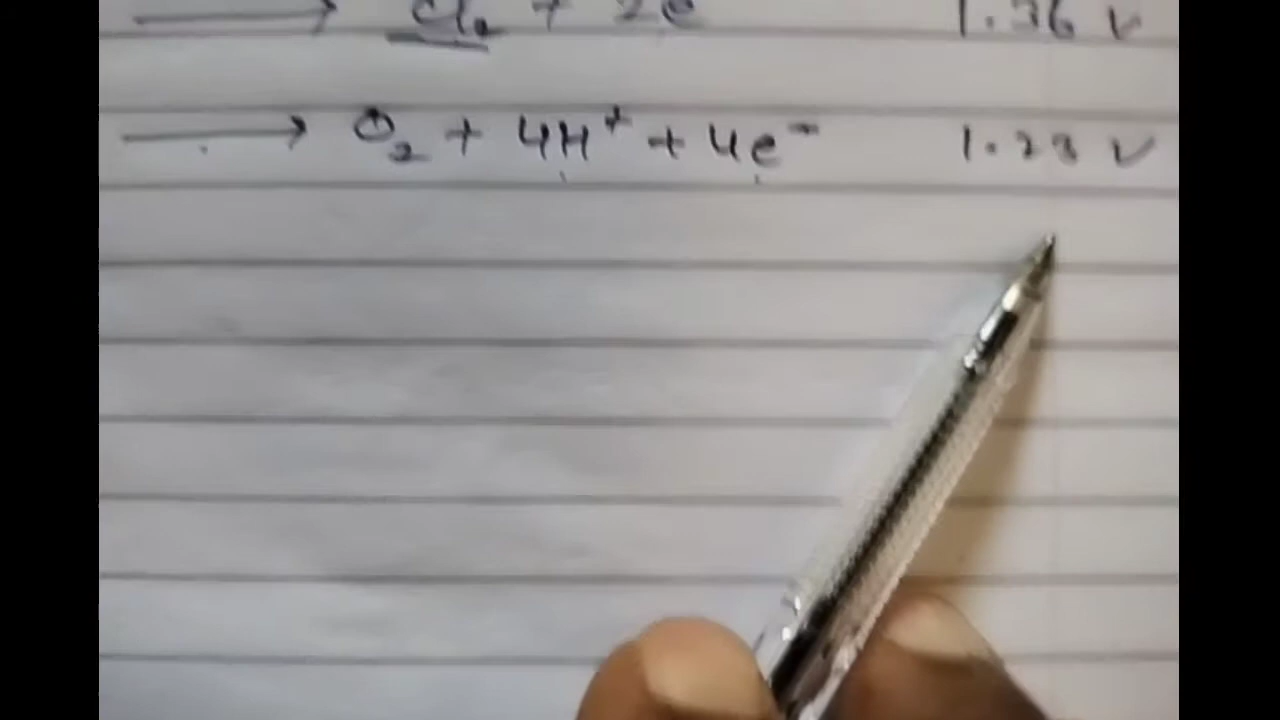 ⟶ Cl₂ + 2e 1.36 V
⟶ O₂ + 4H⁺ + 4e⁻ 1.23 V